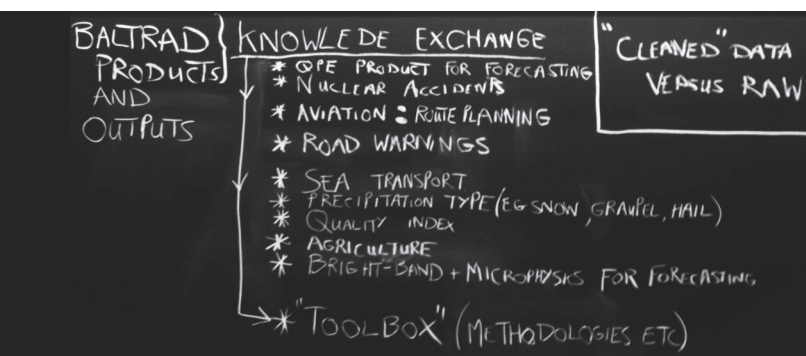 BALTRAD
PRODUCTS
AND
OUTPUTS
KNOWLEDE EXCHANGE
* QPE PRODUCT FOR FORECASTING
* NUCLEAR ACCIDENTS
* AVIATION : ROUTE PLANNING
* ROAD WARNINGS
* SEA TRANSPORT
* PRECIPITATION TYPE (EG SNOW, GRAUPEL, HAIL)
* QUALITY INDEX
* AGRICULTURE
* BRIGHT-BAND + MICROPHYSICS FOR FORECASTING
* "TOOLBOX" (METHODOLOGIES ETC)
"CLEANED" DATA
VERSUS RAW